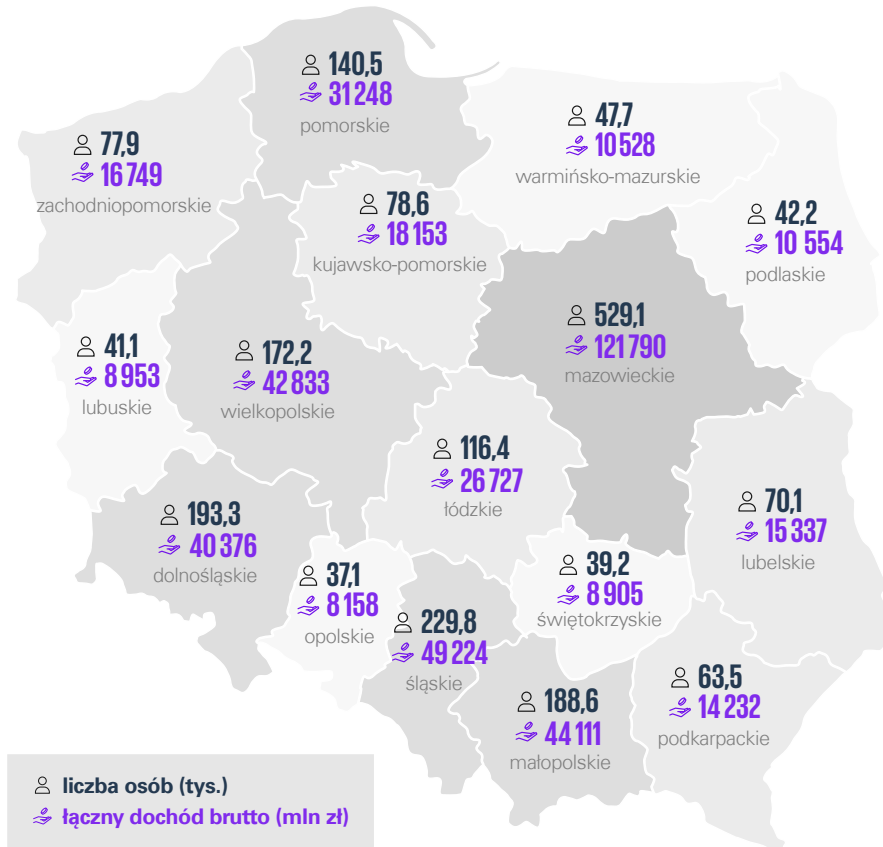 140,5
31 248
pomorskie
47,7
10 528
warmińsko-mazurskie
77,9
16 749
zachodniopomorskie
78,6
18 153
kujawsko-pomorskie
42,2
10 554
podlaskie
529,1
121 790
mazowieckie
41,1
8 953
lubuskie
172,2
42 833
wielkopolskie
116,4
26 727
łódzkie
193,3
40 376
dolnośląskie
70,1
15 337
lubelskie
37,1
8 158
opolskie
39,2
8 905
świętokrzyskie
229,8
49 224
śląskie
188,6
44 111
małopolskie
63,5
14 232
podkarpackie
liczba osób (tys.)
łączny dochód brutto (mln zł)